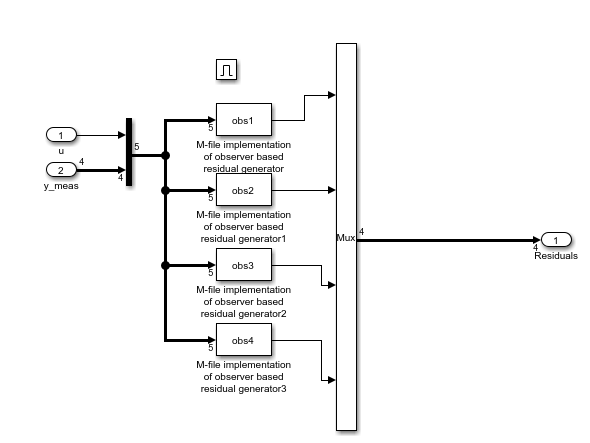 1
u
2
4
y_meas
4
5
5
obs1
M-file implementation
of observer based
residual generator
5
obs2
M-file implementation
of observer based
residual generator1
5
obs3
M-file implementation
of observer based
residual generator2
5
obs4
M-file implementation
of observer based
residual generator3
Mux
4
4
1
Residuals